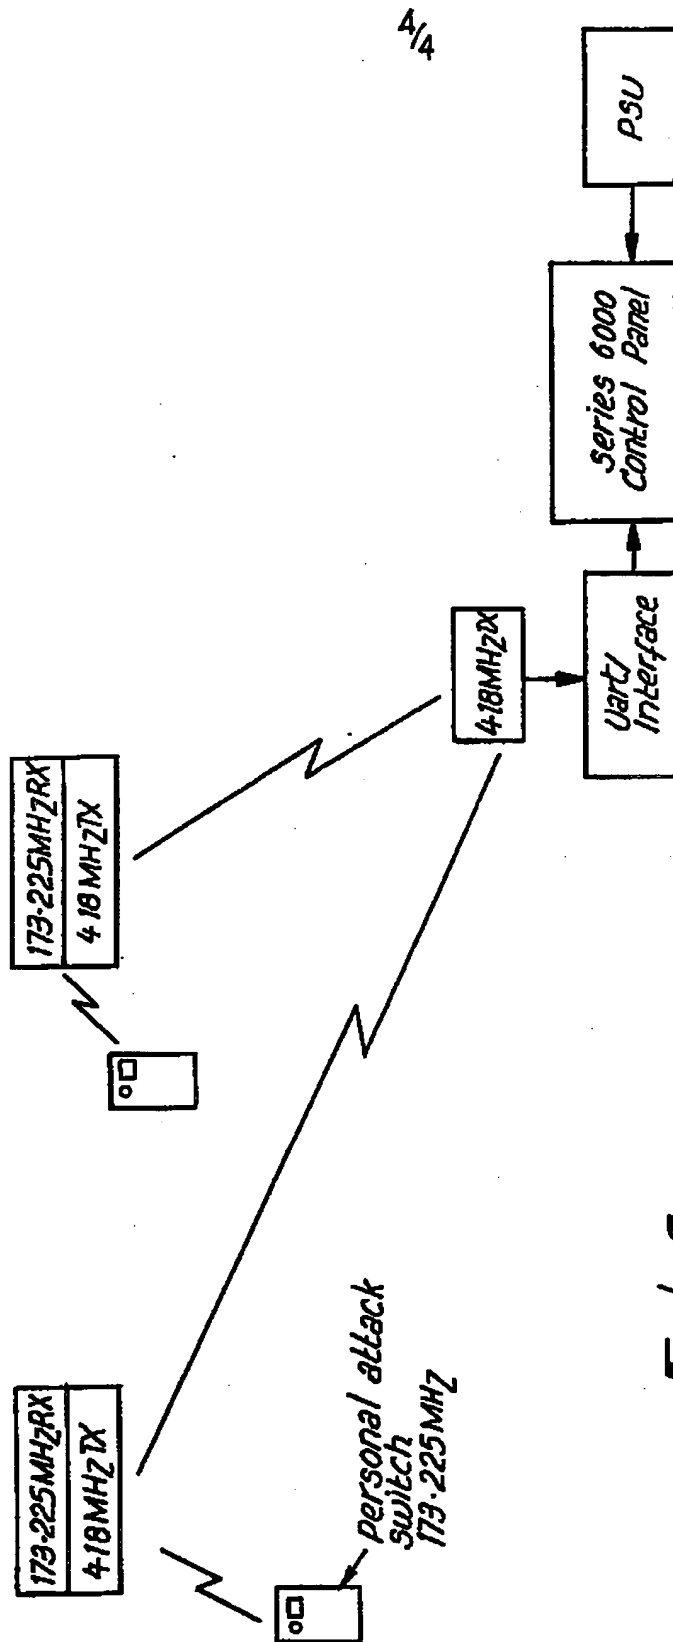 4/4
173·225MHZRX
418MHZTX
173·225MHZRX
418MHZTX
personal attack
switch
173·225MHZ
418MHZTX
Uart/
Interface
series 6000
Control Panel
PSU